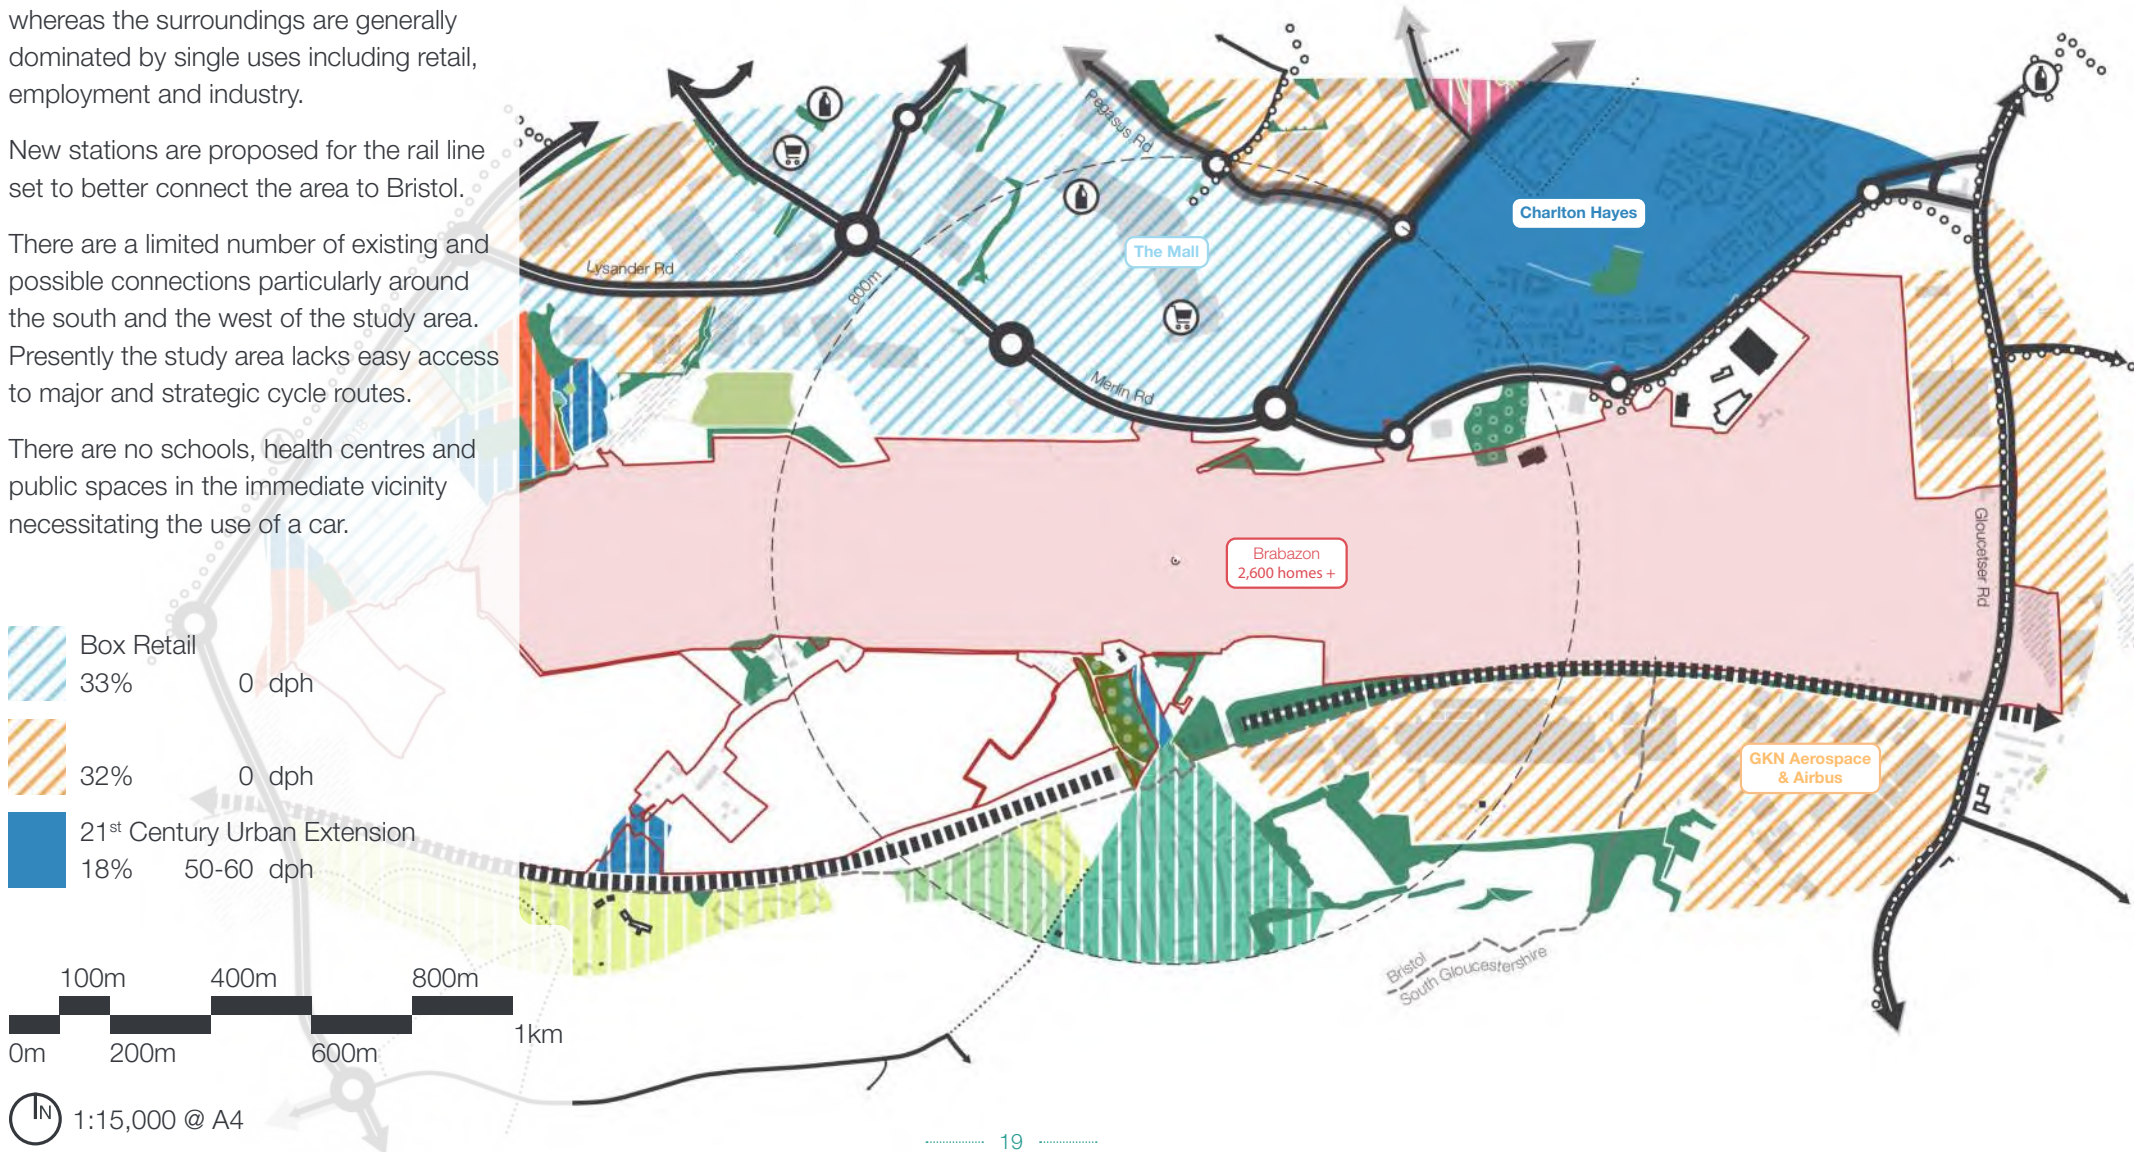 whereas the surroundings are generally
dominated by single uses including retail,
employment and industry.
New stations are proposed for the rail line
set to better connect the area to Bristol.
There are a limited number of existing and
possible connections particularly around
the south and the west of the study area.
Presently the study area lacks easy access
to major and strategic cycle routes.
There are no schools, health centres and
public spaces in the immediate vicinity
necessitating the use of a car.
Box Retail
33% 0 dph
32% 0 dph
21st Century Urban Extension
18% 50-60 dph
100m 400m 800m
1km
0m 200m 600m
N 1:15,000 @ A4
Pegasus Rd
Charlton Hayes
The Mall
Lysander Rd
800m
Merlin Rd
Gloucetser Rd
Brabazon
2,600 homes +
GKN Aerospace
& Airbus
Bristol
South Gloucestershire
19